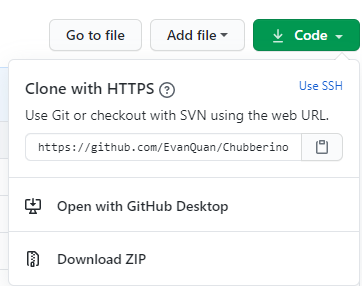 Go to file
Add file
Code
Clone with HTTPS
Use SSH
Use Git or checkout with SVN using the web URL.
https://github.com/EvanQuan/Chubberino
Open with GitHub Desktop
Download ZIP